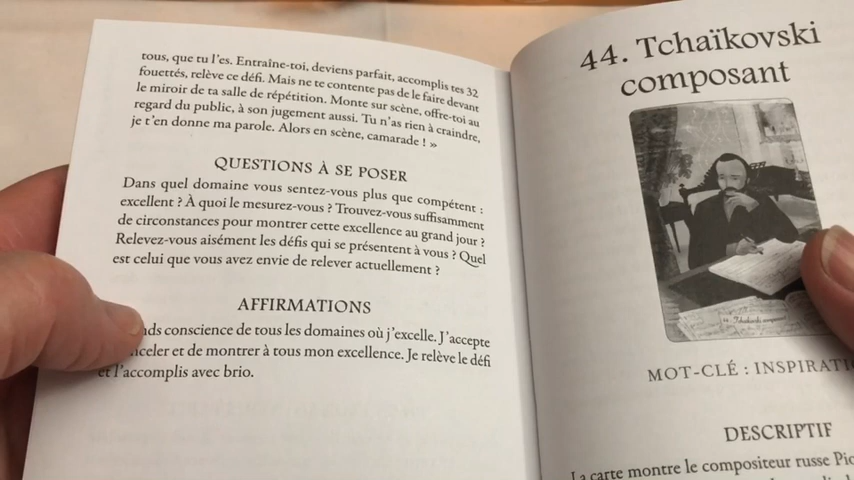 tous, que tu l'es. Entraîne-toi, deviens parfait, accomplis tes 32
fouettés, relève ce défi. Mais ne te contente pas de le faire devant
le miroir de ta salle de répétition. Monte sur scène, offre-toi au
regard du public, à son jugement aussi. Tu n'as rien à craindre,
je t'en donne ma parole. Alors en scène, camarade ! »
QUESTIONS À SE POSER
Dans quel domaine vous sentez-vous plus que compétent :
excellent ? À quoi le mesurez-vous ? Trouvez-vous suffisamment
de circonstances pour montrer cette excellence au grand jour ?
Relevez-vous aisément les défis qui se présentent à vous ? Quel
est celui que vous avez envie de relever actuellement ?
AFFIRMATIONS
conscience de tous les domaines où j'excelle. J'accepte
et de montrer à tous mon excellence. Je relève le défi
et l'accomplis avec brio.
44. Tchaïkovski
composant
44. Tchaïkovski composant
MOT-CLÉ :
DESCRIPTIF
La carte montre le compositeur russe